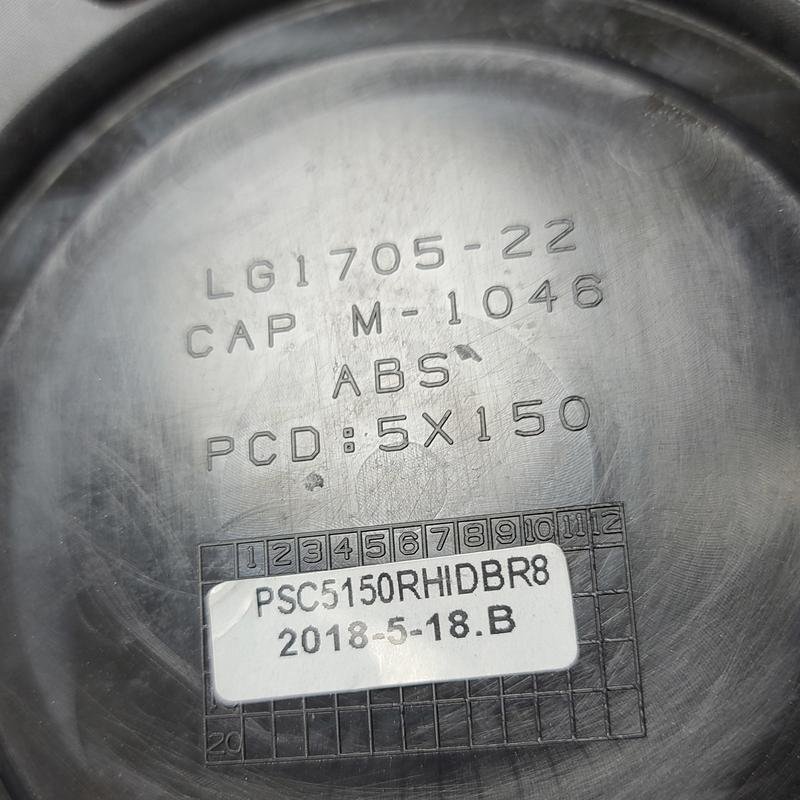 LG1705-22
CAP M-1046
ABS
PCD:5X150
1 2 3 4 5 6 7 8 9 10 11 12
PSC5150RHIDBR8
2018-5-18.B
20